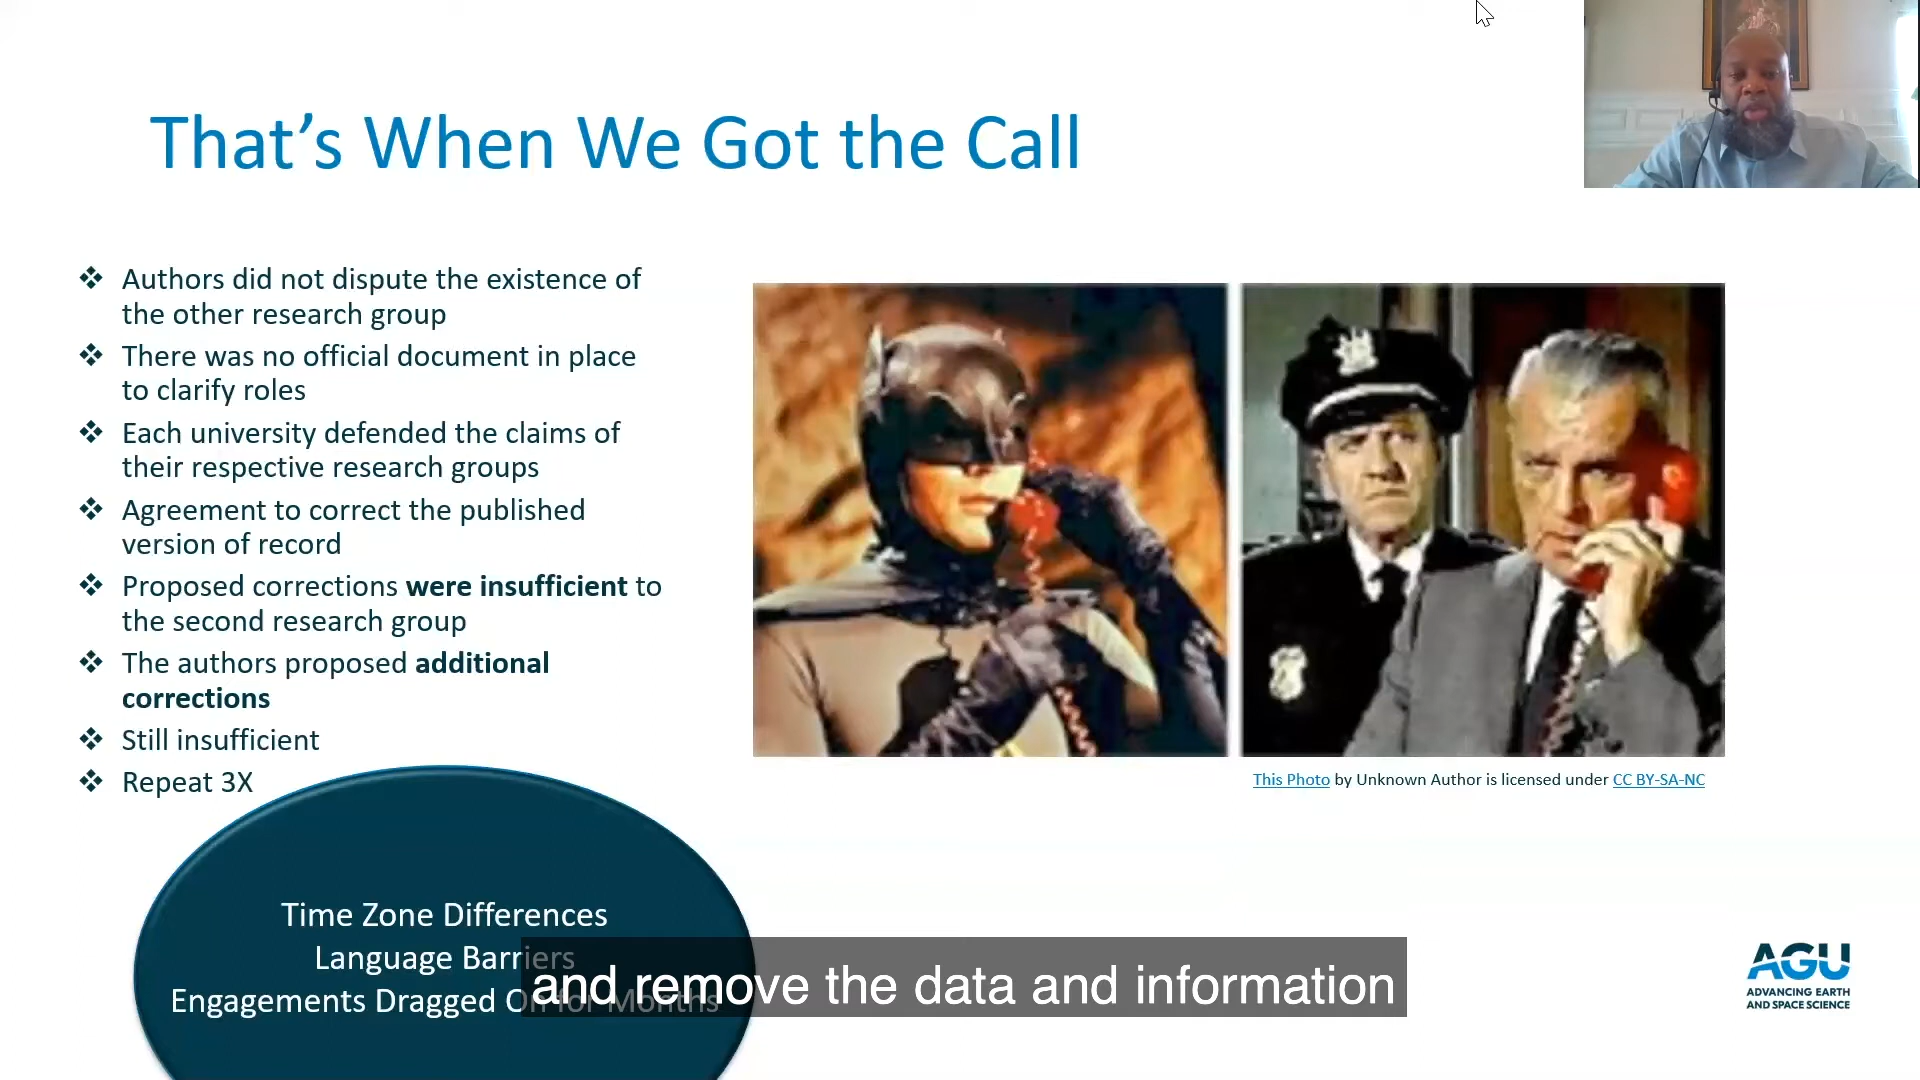 That's When We Got the Call
❖ Authors did not dispute the existence of
the other research group
❖ There was no official document in place
to clarify roles
❖ Each university defended the claims of
their respective research groups
❖ Agreement to correct the published
version of record
❖ Proposed corrections were insufficient to
the second research group
❖ The authors proposed additional
corrections
❖ Still insufficient
❖ Repeat 3X
This Photo by Unknown Author is licensed under CC BY-SA-NC
Time Zone Differences
Language Barriers
Engagements Dragged On for Months
and remove the data and information
AGU
ADVANCING EARTH
AND SPACE SCIENCE